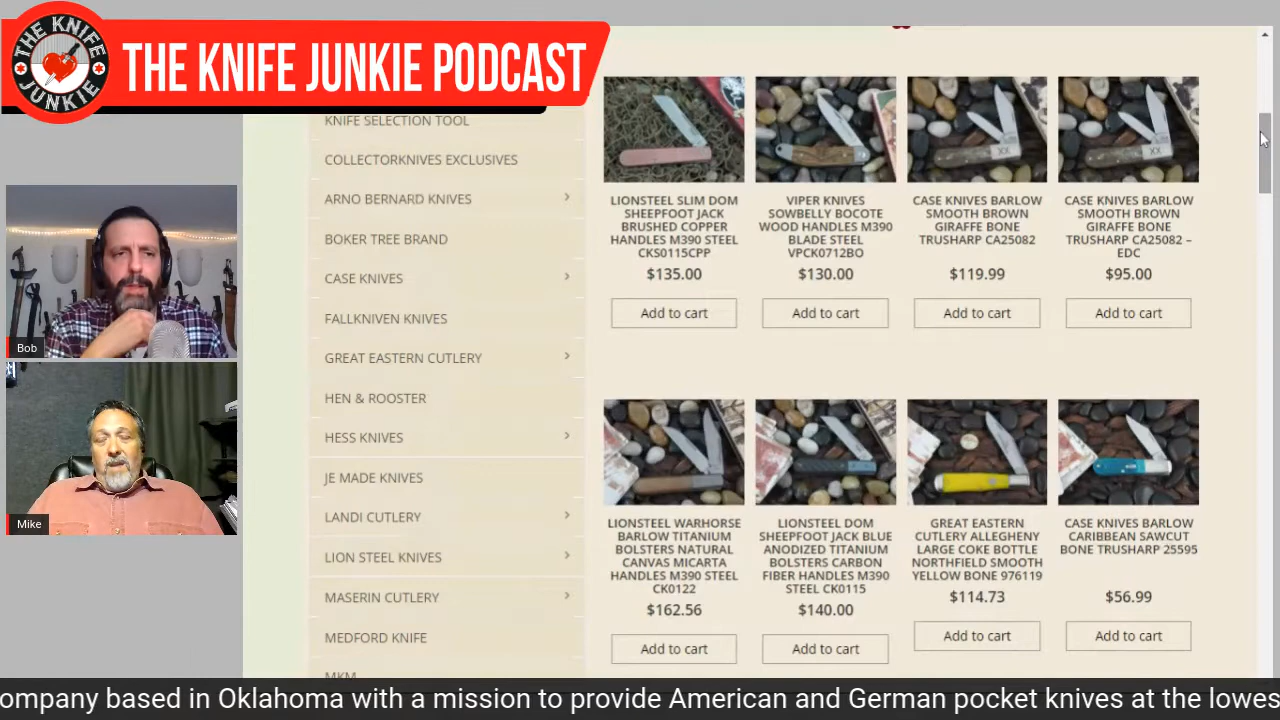 THE KNIFE
JUNKIE
THE KNIFE JUNKIE PODCAST
KNIFE SELECTION TOOL
COLLECTORKNIVES EXCLUSIVES
ARNO BERNARD KNIVES
BOKER TREE BRAND
CASE KNIVES
FALLKNIVEN KNIVES
GREAT EASTERN CUTLERY
HEN & ROOSTER
HESS KNIVES
JE MADE KNIVES
LANDI CUTLERY
LION STEEL KNIVES
MASERIN CUTLERY
MEDFORD KNIFE
MKM
LIONSTEEL SLIM DOM
SHEEPFOOT JACK
BRUSHED COPPER
HANDLES M390 STEEL
CKS0115CPP
$135.00
Add to cart
VIPER KNIVES
SOWBELLY BOCOTE
WOOD HANDLES M390
BLADE STEEL
VPCK0712BO
$130.00
Add to cart
CASE KNIVES BARLOW
SMOOTH BROWN
GIRAFFE BONE
TRUSHARP CA25082
$119.99
Add to cart
CASE KNIVES BARLOW
SMOOTH BROWN
GIRAFFE BONE
TRUSHARP CA25082 –
EDC
$95.00
Add to cart
XX
XX
LIONSTEEL WARHORSE
BARLOW TITANIUM
BOLSTERS NATURAL
CANVAS MICARTA
HANDLES M390 STEEL
CK0122
$162.56
Add to cart
LIONSTEEL DOM
SHEEPFOOT JACK BLUE
ANODIZED TITANIUM
BOLSTERS CARBON
FIBER HANDLES M390
STEEL CK0115
$140.00
Add to cart
GREAT EASTERN
CUTLERY ALLEGHENY
LARGE COKE BOTTLE
NORTHFIELD SMOOTH
YELLOW BONE 976119
$114.73
Add to cart
CASE KNIVES BARLOW
CARIBBEAN SAWCUT
BONE TRUSHARP 25595
$56.99
Add to cart
Bob
Mike
ompany based in Oklahoma with a mission to provide American and German pocket knives at the lowes